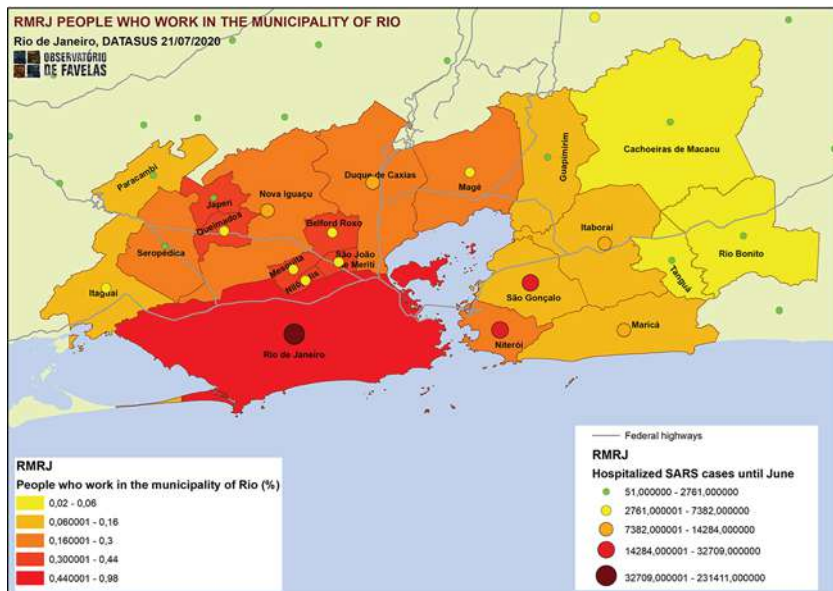 RMRJ PEOPLE WHO WORK IN THE MUNICIPALITY OF RIO
Rio de Janeiro, DATASUS 21/07/2020
OBSERVATÓRIO
DE FAVELAS
Cachoeiras de Macacu
Guapimirim
Paracambi
Duque de Caxias
Magé
Nova Iguaçu
Japeri
Queimados
Belford Roxo
Itaboraí
Seropédica
São João
de Meriti
Mesquita
Nilópolis
Rio Bonito
Tanguá
Itaguaí
São Gonçalo
Maricá
Niterói
Rio de Janeiro
RMRJ
People who work in the municipality of Rio (%)
0,02 - 0,06
0,060001 - 0,16
0,160001 - 0,3
0,300001 - 0,44
0,440001 - 0,98
Federal highways
RMRJ
Hospitalized SARS cases until June
51,000000 - 2761,000000
2761,000001 - 7382,000000
7382,000001 - 14284,000000
14284,000001 - 32709,000000
32709,000001 - 231411,000000